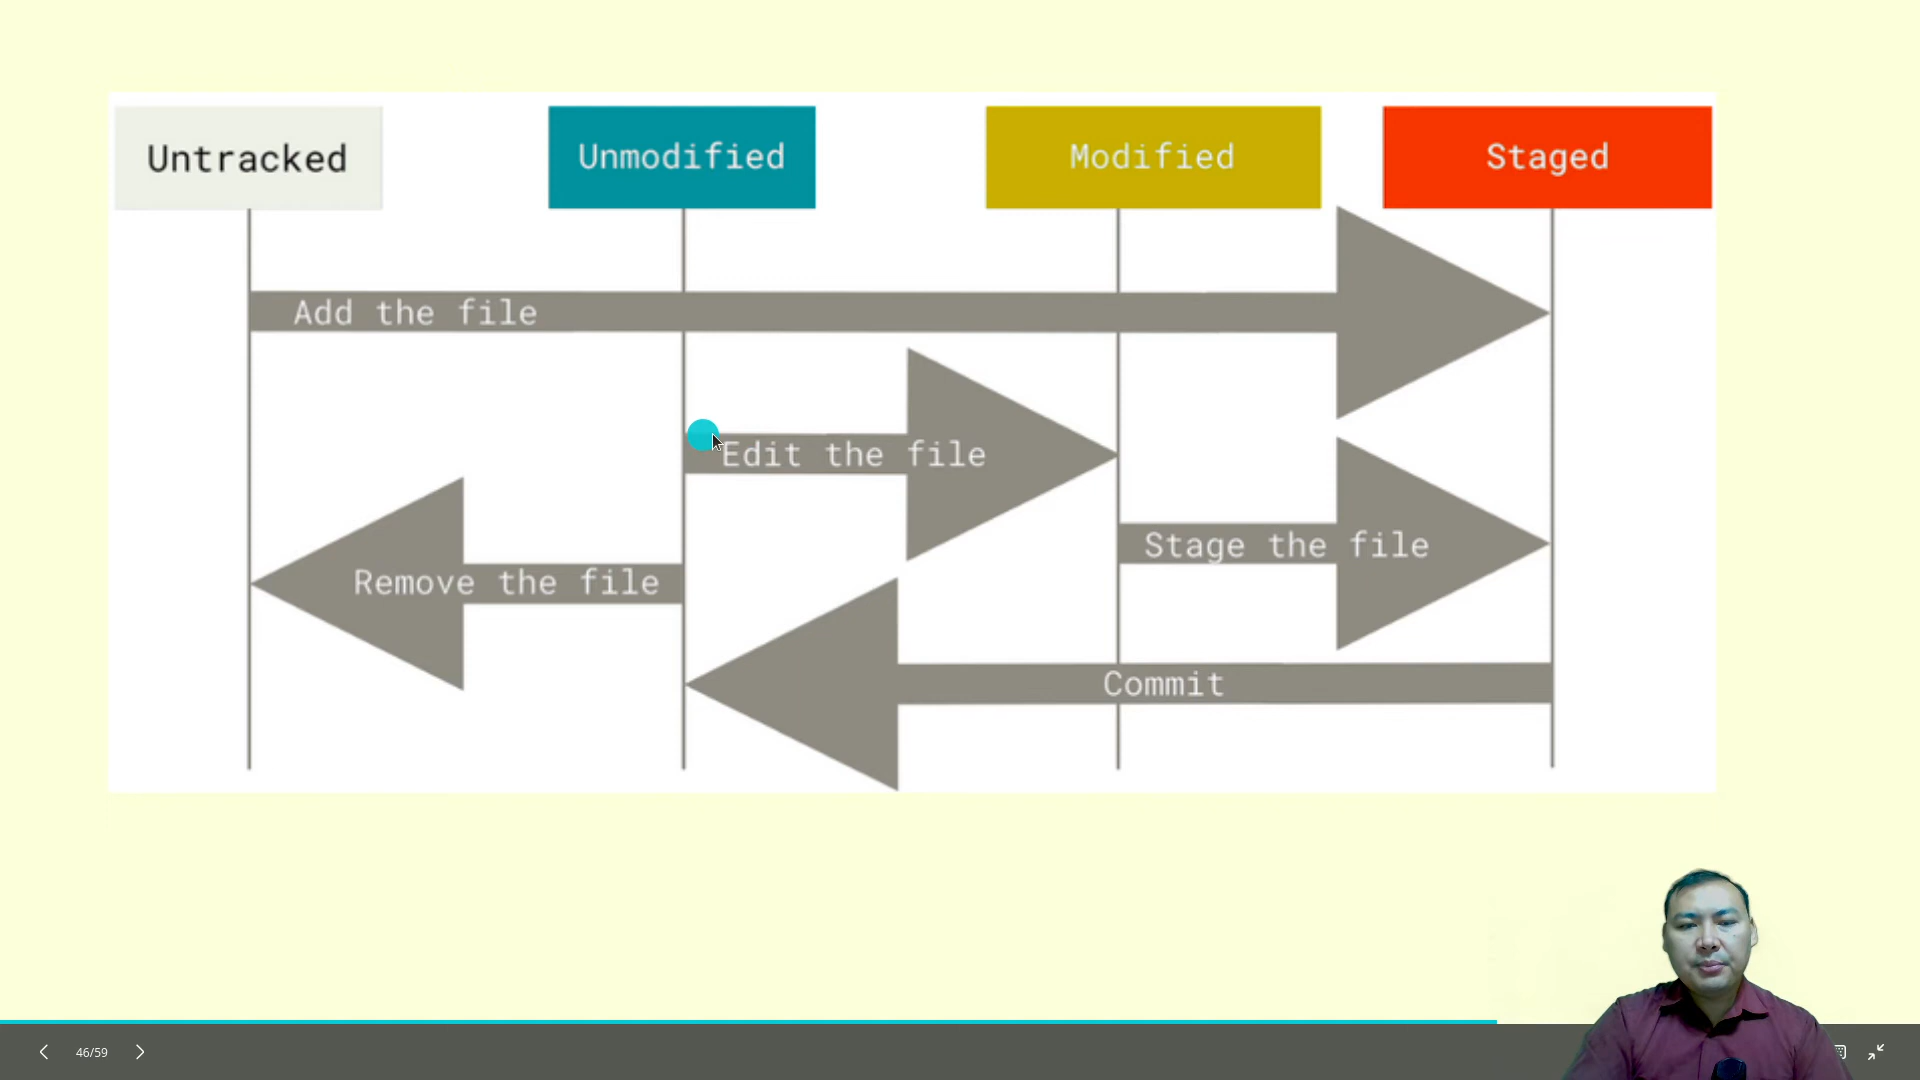 Untracked
Unmodified
Modified
Staged
Add the file
Edit the file
Stage the file
Remove the file
Commit
46/59